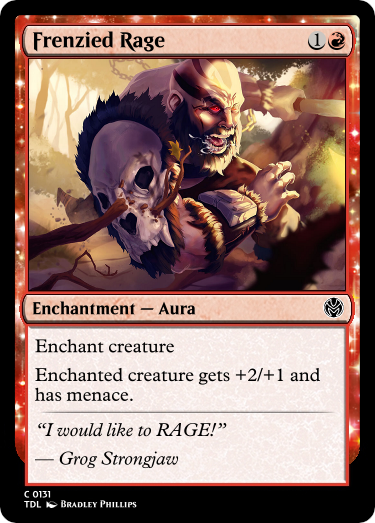 Frenzied Rage 1
Enchantment — Aura
Enchant creature
Enchanted creature gets +2/+1 and
has menace.
“I would like to RAGE!”
— Grog Strongjaw
C 0131
TDL Bradley Phillips